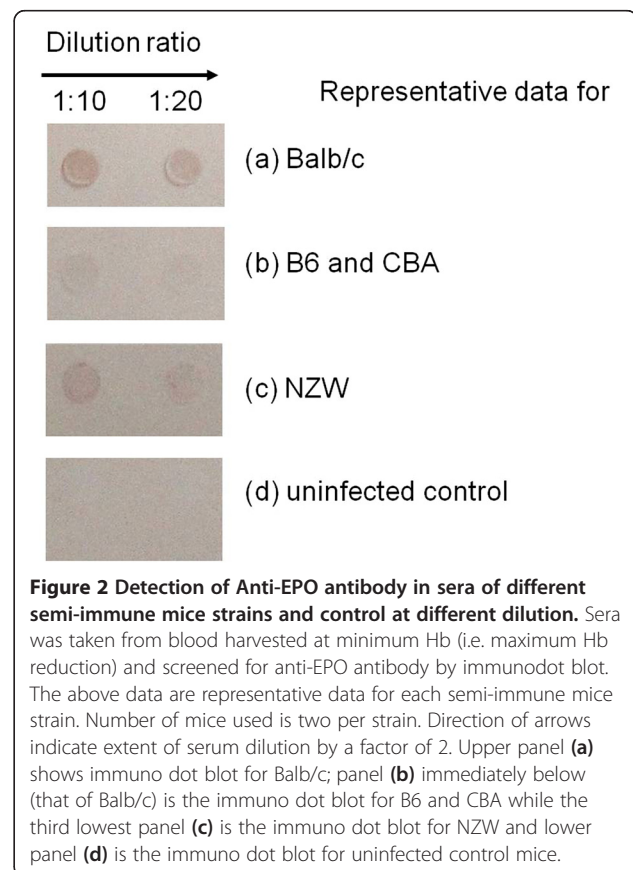 Dilution ratio
1:10 1:20
Representative data for
(a) Balb/c
(b) B6 and CBA
(c) NZW
(d) uninfected control
Figure 2 Detection of Anti-EPO antibody in sera of different
semi-immune mice strains and control at different dilution. Sera
was taken from blood harvested at minimum Hb (i.e. maximum Hb
reduction) and screened for anti-EPO antibody by immunodot blot.
The above data are representative data for each semi-immune mice
strain. Number of mice used is two per strain. Direction of arrows
indicate extent of serum dilution by a factor of 2. Upper panel (a)
shows immuno dot blot for Balb/c; panel (b) immediately below
(that of Balb/c) is the immuno dot blot for B6 and CBA while the
third lowest panel (c) is the immuno dot blot for NZW and lower
panel (d) is the immuno dot blot for uninfected control mice.